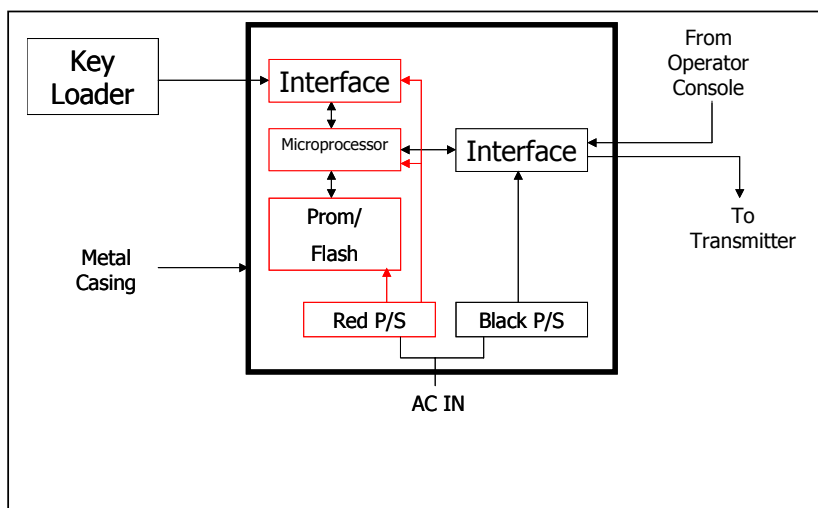 Key
Loader
Interface
Microprocessor
Prom/
Flash
Red P/S
Black P/S
Interface
From
Operator
Console
To
Transmitter
Metal
Casing
AC IN